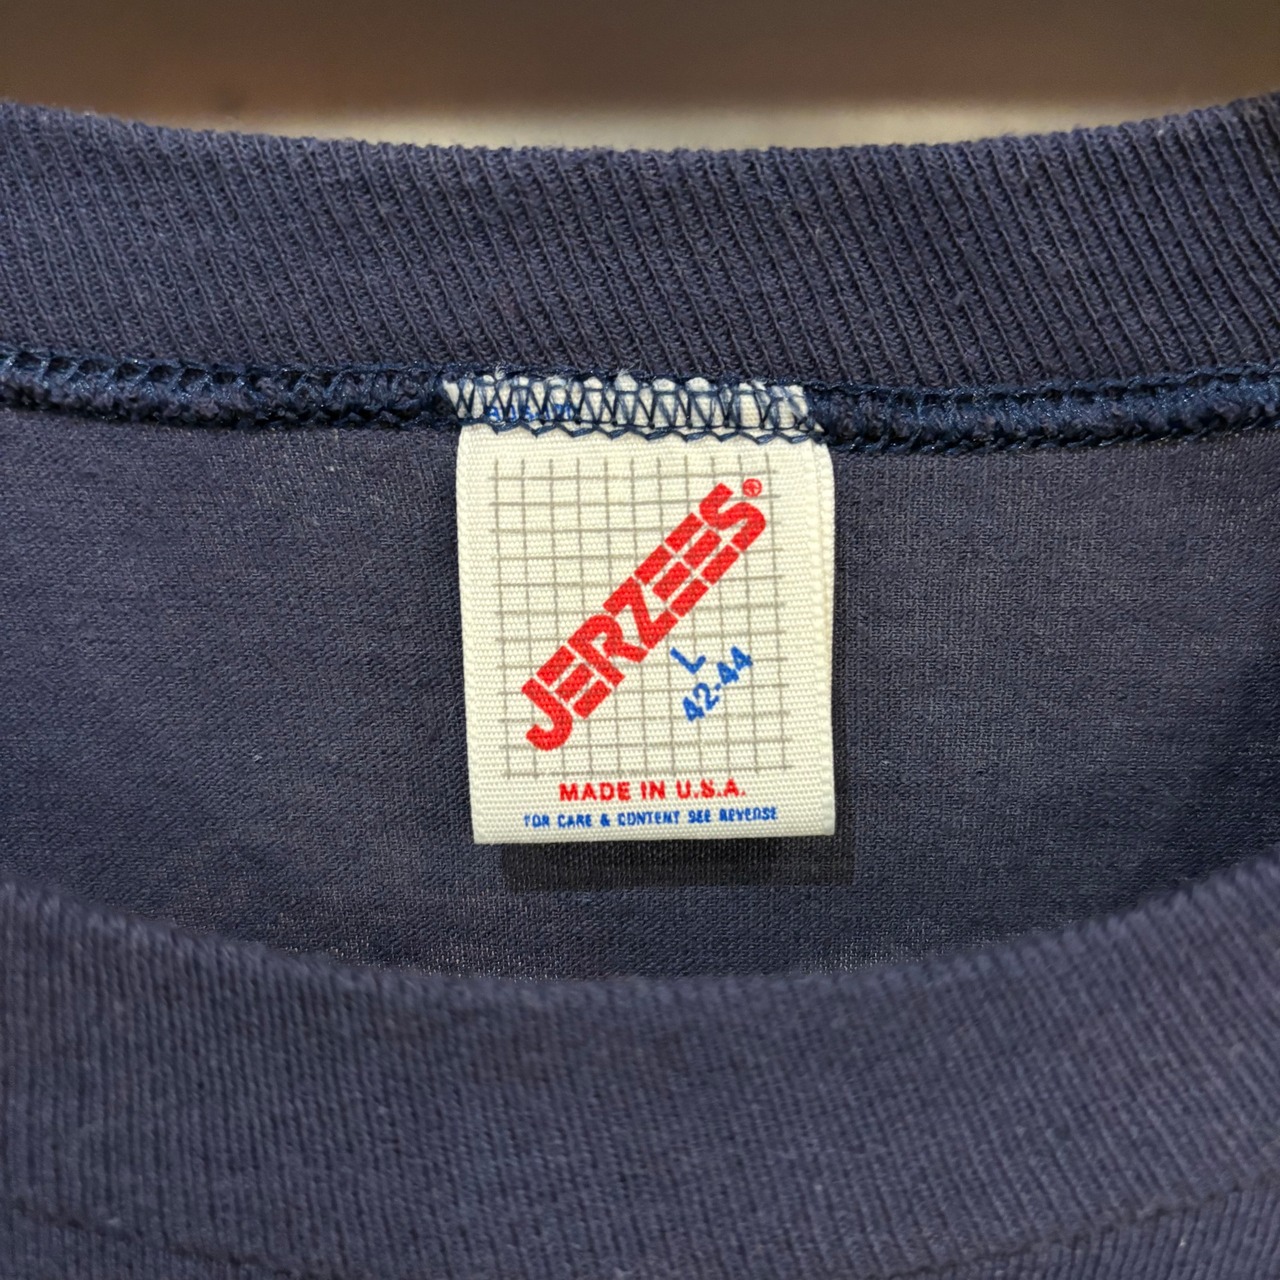 JERZEES®
L
42-44
MADE IN U.S.A.
FOR CARE & CONTENT SEE REVERSE